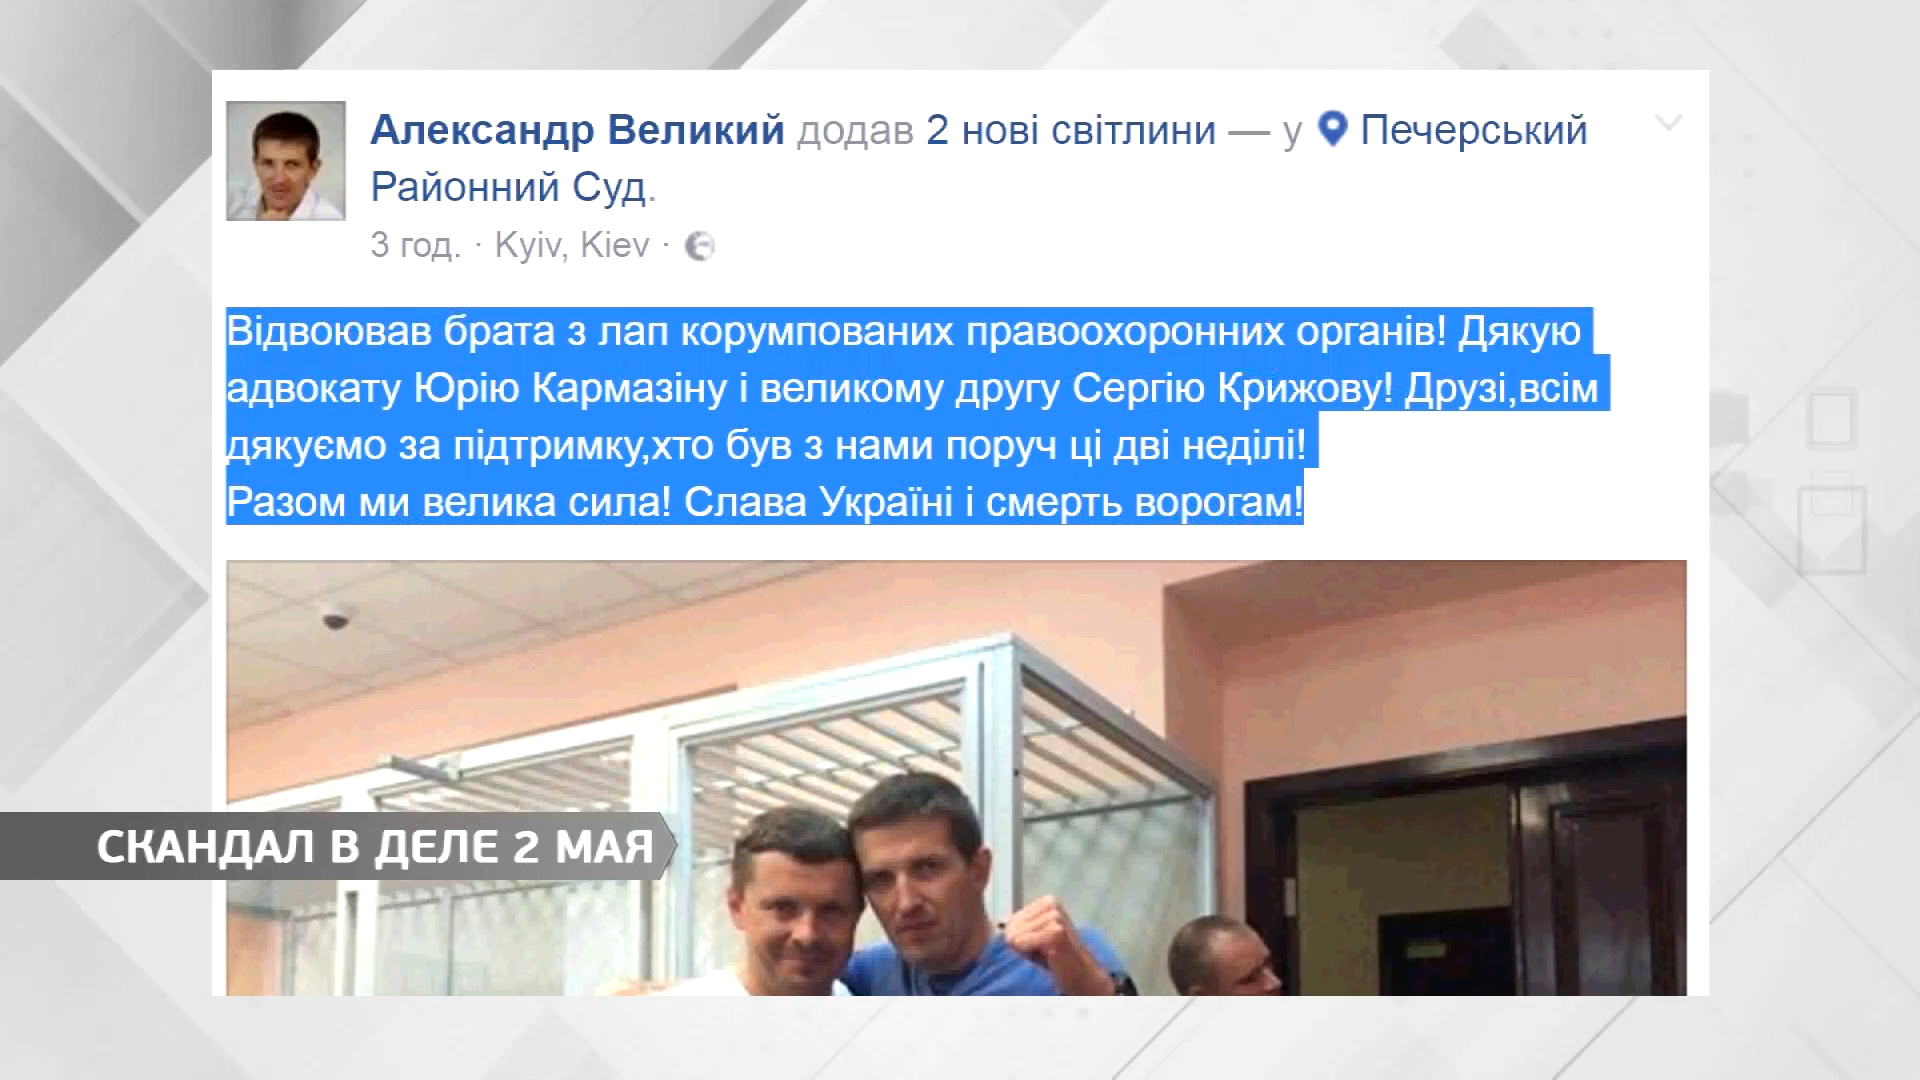 Александр Великий додав 2 нові світлини — у Печерський
Районний Суд.
3 год. · Kyiv, Kiev ·
Відвоював брата з лап корумпованих правоохоронних органів! Дякую
адвокату Юрію Кармазіну і великому другу Сергію Крижову! Друзі,всім
дякуємо за підтримку,хто був з нами поруч ці дві неділі!
Разом ми велика сила! Слава Україні і смерть ворогам!
СКАНДАЛ В ДЕЛЕ 2 МАЯ